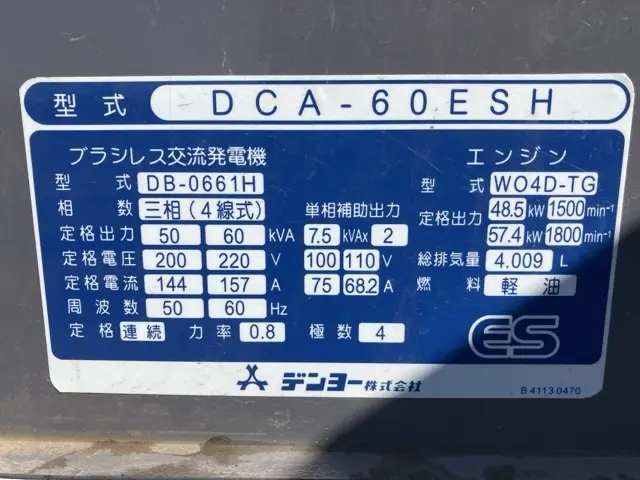 型式 DCA-60ESH
ブラシレス交流発電機 エンジン
型式 DB-0661H 型式 W04D-TG
相数 三相(4線式) 単相補助出力 定格出力 48.5 kW 1500 min⁻¹
定格出力 50 60 kVA 7.5 kVAx 2 57.4 kW 1800 min⁻¹
定格電圧 200 220 V 100 110 V 総排気量 4.009 L
定格電流 144 157 A 75 68.2 A 燃料 軽油
周波数 50 60 Hz
定格 連続 力率 0.8 極数 4 ES
デンヨー株式会社
B41130470